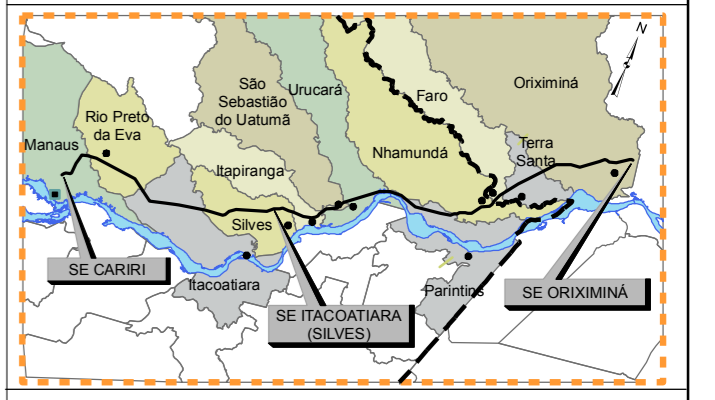 N
São
Sebastião
do Uatumã
Urucará
Oriximiná
Faro
Rio Preto
da Eva
Manaus
Terra
Santa
Nhamundá
Itapiranga
Silves
SE CARIRI
Itacoatiara
Parintins
SE ORIXIMINÁ
SE ITACOATIARA
(SILVES)